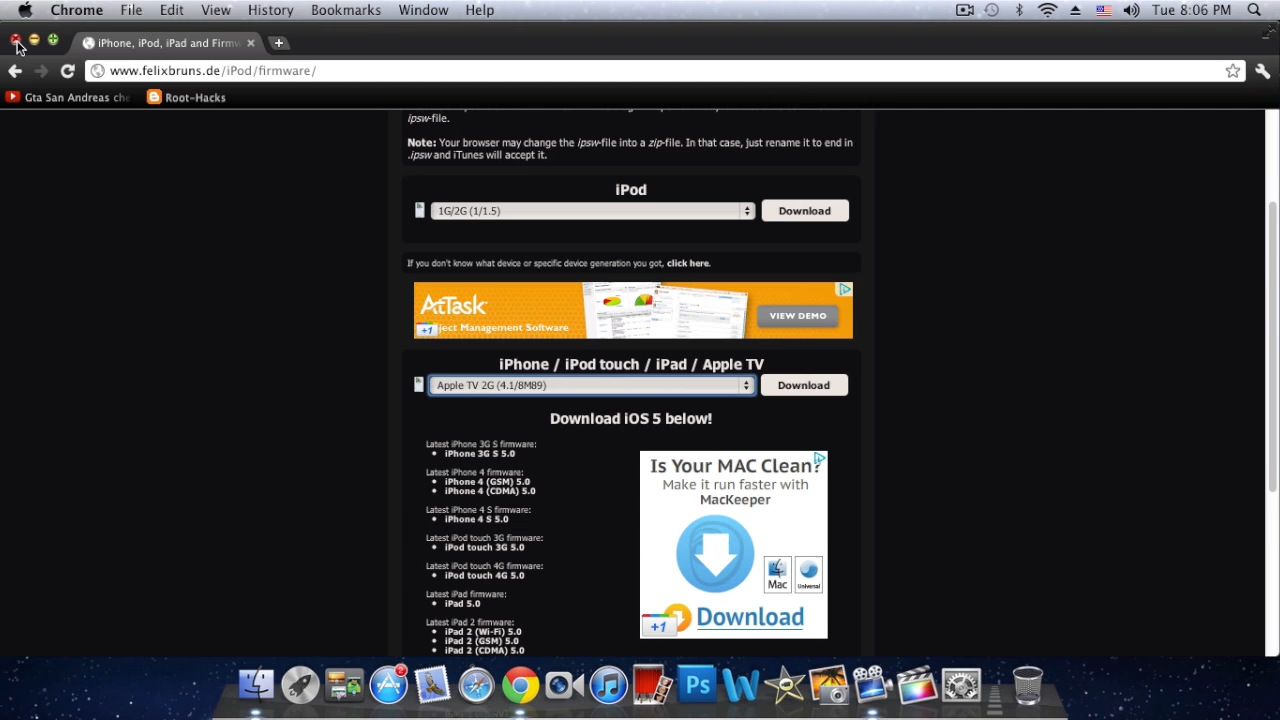 Chrome File Edit View History Bookmarks Window Help Tue 8:06 PM
iPhone, iPod, iPad and Firmw
www.felixbruns.de/iPod/firmware/
Gta San Andreas che Root-Hacks
ipsw-file.
Note: Your browser may change the ipsw-file into a zip-file. In that case, just rename it to end in
.ipsw and iTunes will accept it.
iPod
1G/2G (1/1.5) Download
If you don't know what device or specific device generation you got, click here.
AtTask
ject Management Software
+1
VIEW DEMO
iPhone / iPod touch / iPad / Apple TV
Apple TV 2G (4.1/8M89) Download
Download iOS 5 below!
Latest iPhone 3G S firmware:
• iPhone 3G S 5.0
Latest iPhone 4 firmware:
• iPhone 4 (GSM) 5.0
• iPhone 4 (CDMA) 5.0
Latest iPhone 4 S firmware:
• iPhone 4 S 5.0
Latest iPod touch 3G firmware:
• iPod touch 3G 5.0
Latest iPod touch 4G firmware:
• iPod touch 4G 5.0
Latest iPad firmware:
• iPad 5.0
Latest iPad 2 firmware:
• iPad 2 (Wi-Fi) 5.0
• iPad 2 (GSM) 5.0
• iPad 2 (CDMA) 5.0
Is Your MAC Clean?
Make it run faster with
MacKeeper
Mac Universal
Download
+1
2
Ps W